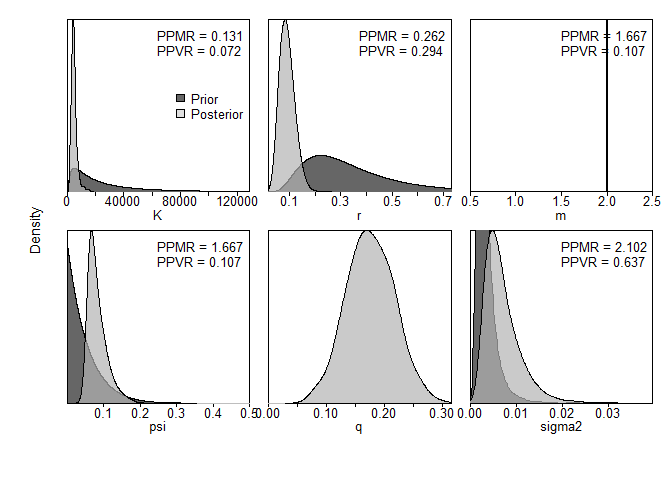 PPMR = 0.131
PPVR = 0.072
Prior
Posterior
0 40000 80000 120000
K
PPMR = 0.262
PPVR = 0.294
0.1 0.3 0.5 0.7
r
PPMR = 1.667
PPVR = 0.107
0.5 1.0 1.5 2.0 2.5
m
Density
PPMR = 1.667
PPVR = 0.107
0.1 0.2 0.3 0.4 0.5
psi
0.00 0.10 0.20 0.30
q
PPMR = 2.102
PPVR = 0.637
0.00 0.01 0.02 0.03
sigma2